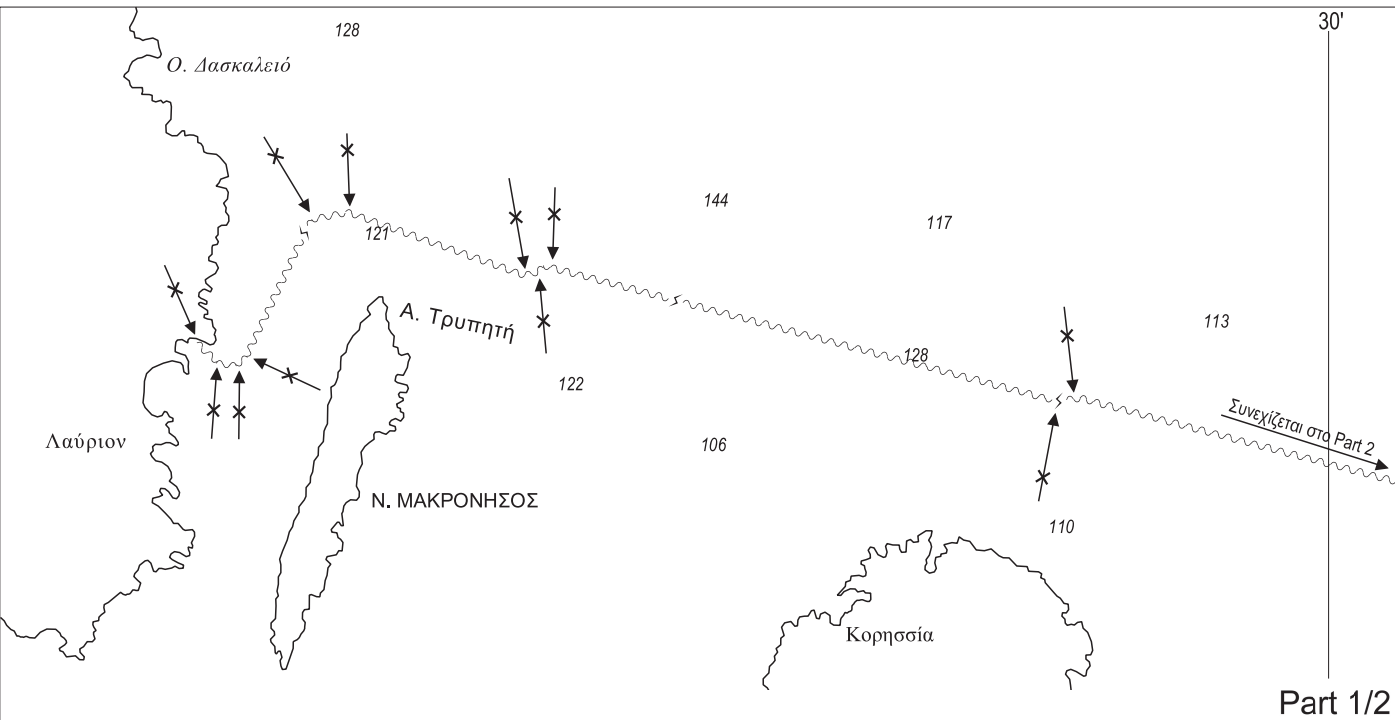 30'
128
Ο. Δασκαλειό
144
117
121
Α. Τρυπητή
113
128
122
Συνεχίζεται στο Part 2
Λαύριον
106
Ν. ΜΑΚΡΟΝΗΣΟΣ
110
Κορησσία
Part 1/2